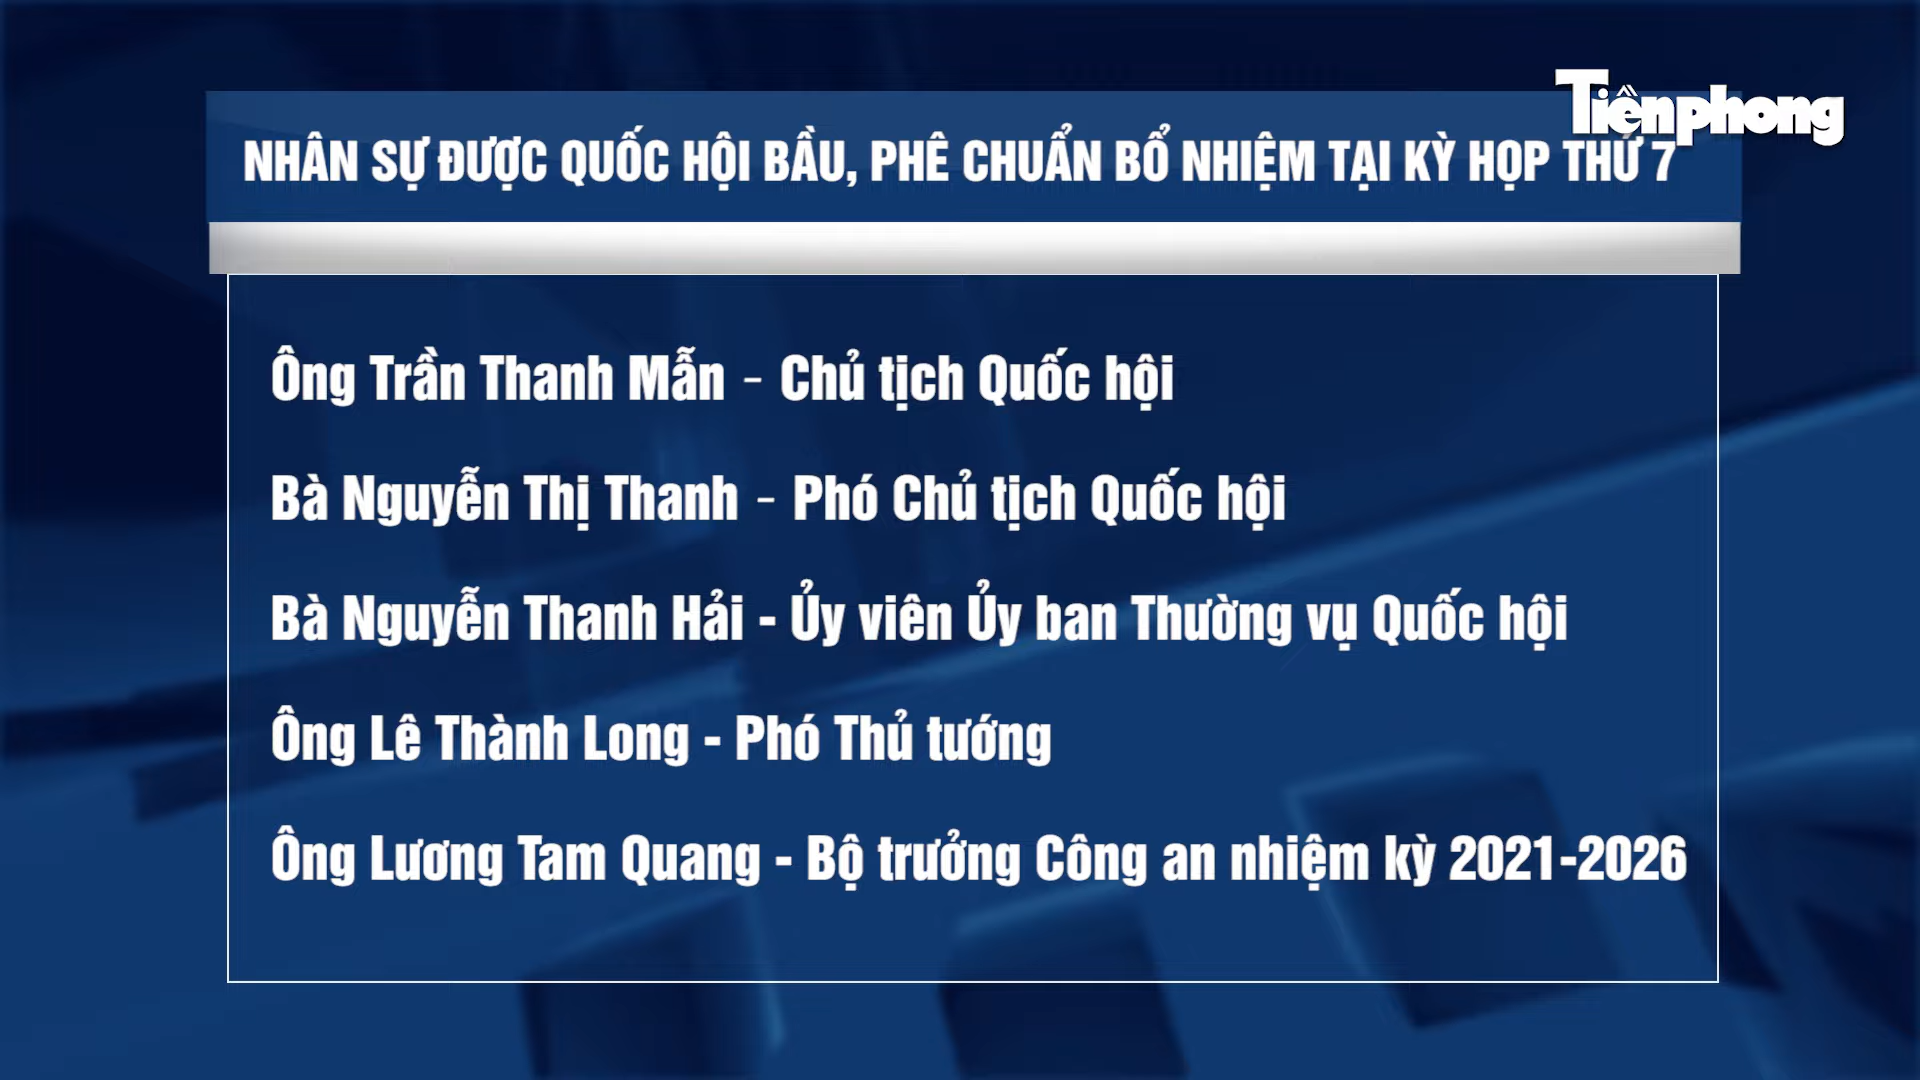 Tiềnphong
NHÂN SỰ ĐƯỢC QUỐC HỘI BẦU, PHÊ CHUẨN BỔ NHIỆM TẠI KỲ HỌP THỨ 7
Ông Trần Thanh Mẫn - Chủ tịch Quốc hội
Bà Nguyễn Thị Thanh - Phó Chủ tịch Quốc hội
Bà Nguyễn Thanh Hải - Ủy viên Ủy ban Thường vụ Quốc hội
Ông Lê Thành Long - Phó Thủ tướng
Ông Lương Tam Quang - Bộ trưởng Công an nhiệm kỳ 2021-2026